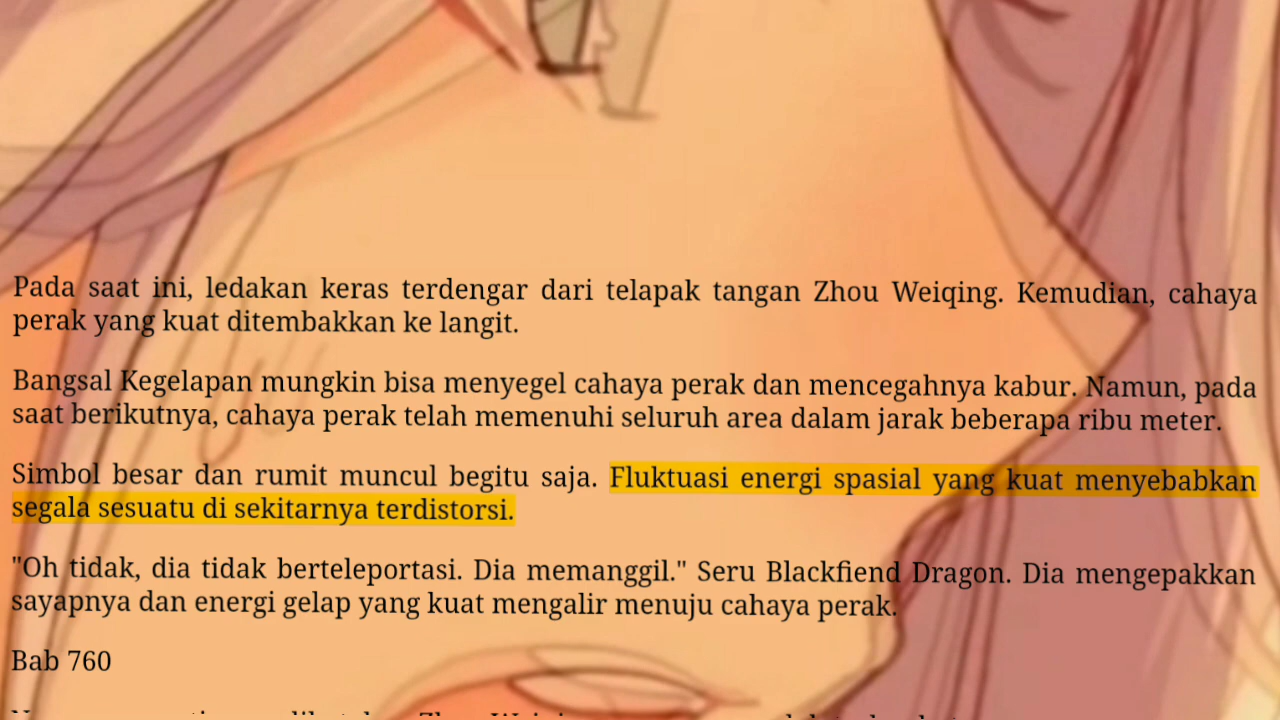 Pada saat ini, ledakan keras terdengar dari telapak tangan Zhou Weiqing. Kemudian, cahaya
perak yang kuat ditembakkan ke langit.
Bangsal Kegelapan mungkin bisa menyegel cahaya perak dan mencegahnya kabur. Namun, pada
saat berikutnya, cahaya perak telah memenuhi seluruh area dalam jarak beberapa ribu meter.
Simbol besar dan rumit muncul begitu saja. Fluktuasi energi spasial yang kuat menyebabkan
segala sesuatu di sekitarnya terdistorsi.
"Oh tidak, dia tidak berteleportasi. Dia memanggil." Seru Blackfiend Dragon. Dia mengepakkan
sayapnya dan energi gelap yang kuat mengalir menuju cahaya perak.
Bab 760